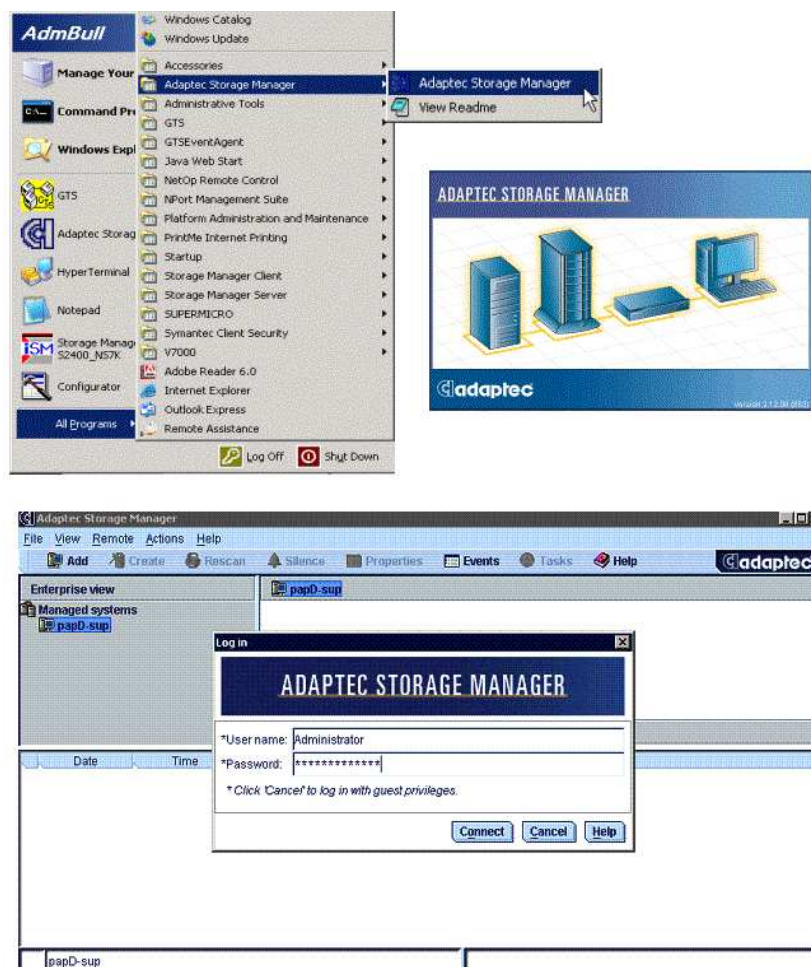 AdmBull
Manage Your
Command Pr
Windows Expl
GTS
Adaptec Storag
HyperTerminal
Notepad
Storage Manag
S2400_NS7K
Configurator
All Programs
Windows Catalog
Windows Update
Accessories
Adaptec Storage Manager
Administrative Tools
GTS
GTSEventAgent
Java Web Start
NetOp Remote Control
NPort Management Suite
Platform Administration and Maintenance
PrintMe Internet Printing
Startup
Storage Manager Client
Storage Manager Server
SUPERMICRO
Symantec Client Security
V7000
Adobe Reader 6.0
Internet Explorer
Outlook Express
Remote Assistance
Log Off Shut Down
Adaptec Storage Manager
View Readme
ADAPTEC STORAGE MANAGER
adaptec
Adaptec Storage Manager
File View Remote Actions Help
Add Create Rescan Silence Properties Events Tasks Help adaptec
Enterprise view
Managed systems
papD-sup
papD-sup
Log in
ADAPTEC STORAGE MANAGER
*User name: Administrator
*Password: *************
* Click 'Cancel' to log in with guest privileges.
Connect Cancel Help
Date Time
papD-sup